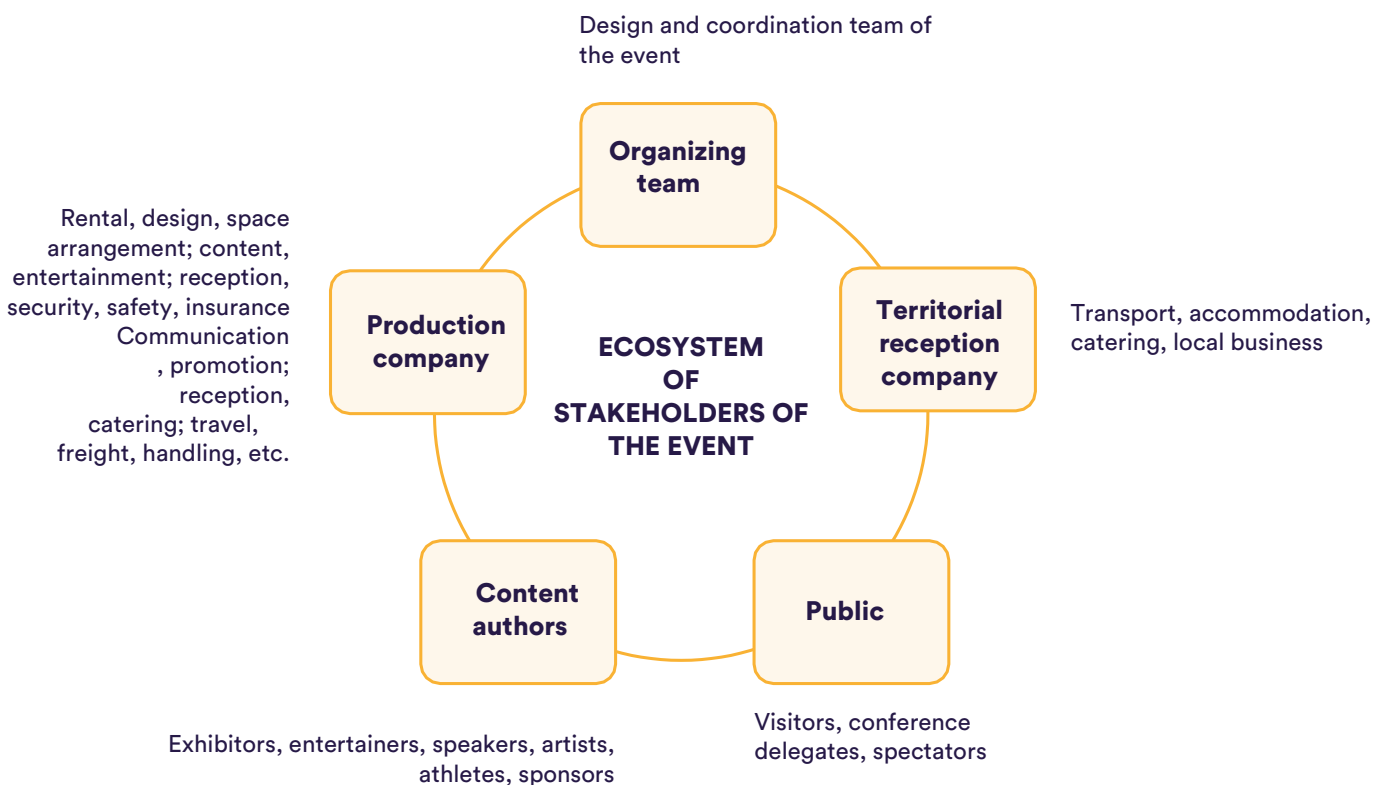 Design and coordination team of
the event
Organizing
team
Rental, design, space
arrangement; content,
entertainment; reception,
security, safety, insurance
Communication
, promotion;
reception,
catering; travel,
freight, handling, etc.
Production
company
ECOSYSTEM
OF
STAKEHOLDERS OF
THE EVENT
Territorial
reception
company
Transport, accommodation,
catering, local business
Content
authors
Public
Exhibitors, entertainers, speakers, artists,
athletes, sponsors
Visitors, conference
delegates, spectators